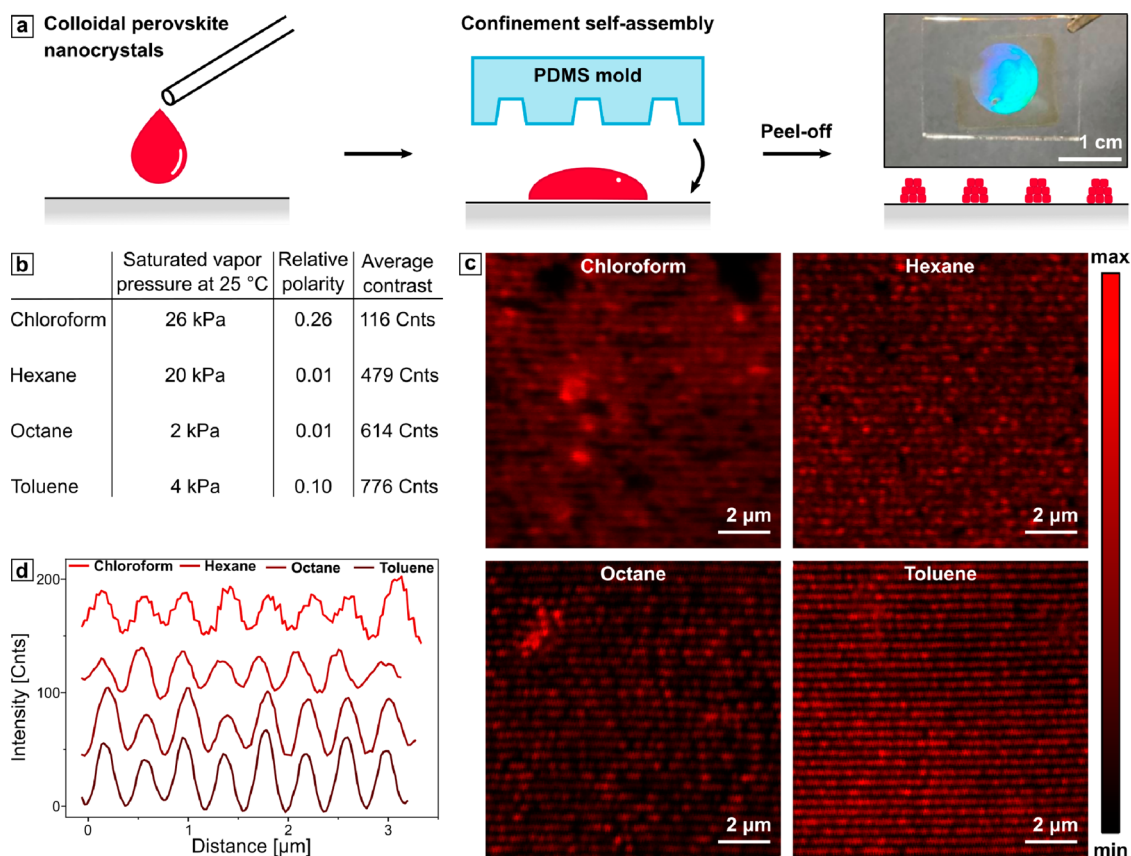 a
Colloidal perovskite
nanocrystals
Confinement self-assembly
PDMS mold
Peel-off
1 cm
b
Saturated vapor
pressure at 25 °C
Relative
polarity
Average
contrast
Chloroform 26 kPa 0.26 116 Cnts
Hexane 20 kPa 0.01 479 Cnts
Octane 2 kPa 0.01 614 Cnts
Toluene 4 kPa 0.10 776 Cnts
c
Chloroform
2 µm
Hexane
2 µm
Octane
2 µm
Toluene
2 µm
max
min
d
Chloroform Hexane Octane Toluene
200
100
0
Intensity [Cnts]
0 1 2 3
Distance [µm]